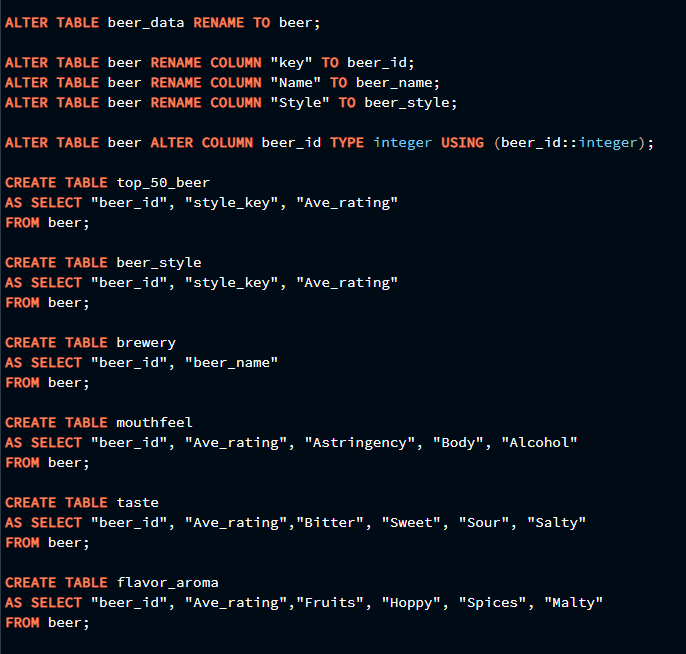 ALTER TABLE beer_data RENAME TO beer;
ALTER TABLE beer RENAME COLUMN "key" TO beer_id;
ALTER TABLE beer RENAME COLUMN "Name" TO beer_name;
ALTER TABLE beer RENAME COLUMN "Style" TO beer_style;
ALTER TABLE beer ALTER COLUMN beer_id TYPE integer USING (beer_id::integer);
CREATE TABLE top_50_beer
AS SELECT "beer_id", "style_key", "Ave_rating"
FROM beer;
CREATE TABLE beer_style
AS SELECT "beer_id", "style_key", "Ave_rating"
FROM beer;
CREATE TABLE brewery
AS SELECT "beer_id", "beer_name"
FROM beer;
CREATE TABLE mouthfeel
AS SELECT "beer_id", "Ave_rating", "Astringency", "Body", "Alcohol"
FROM beer;
CREATE TABLE taste
AS SELECT "beer_id", "Ave_rating","Bitter", "Sweet", "Sour", "Salty"
FROM beer;
CREATE TABLE flavor_aroma
AS SELECT "beer_id", "Ave_rating","Fruits", "Hoppy", "Spices", "Malty"
FROM beer;